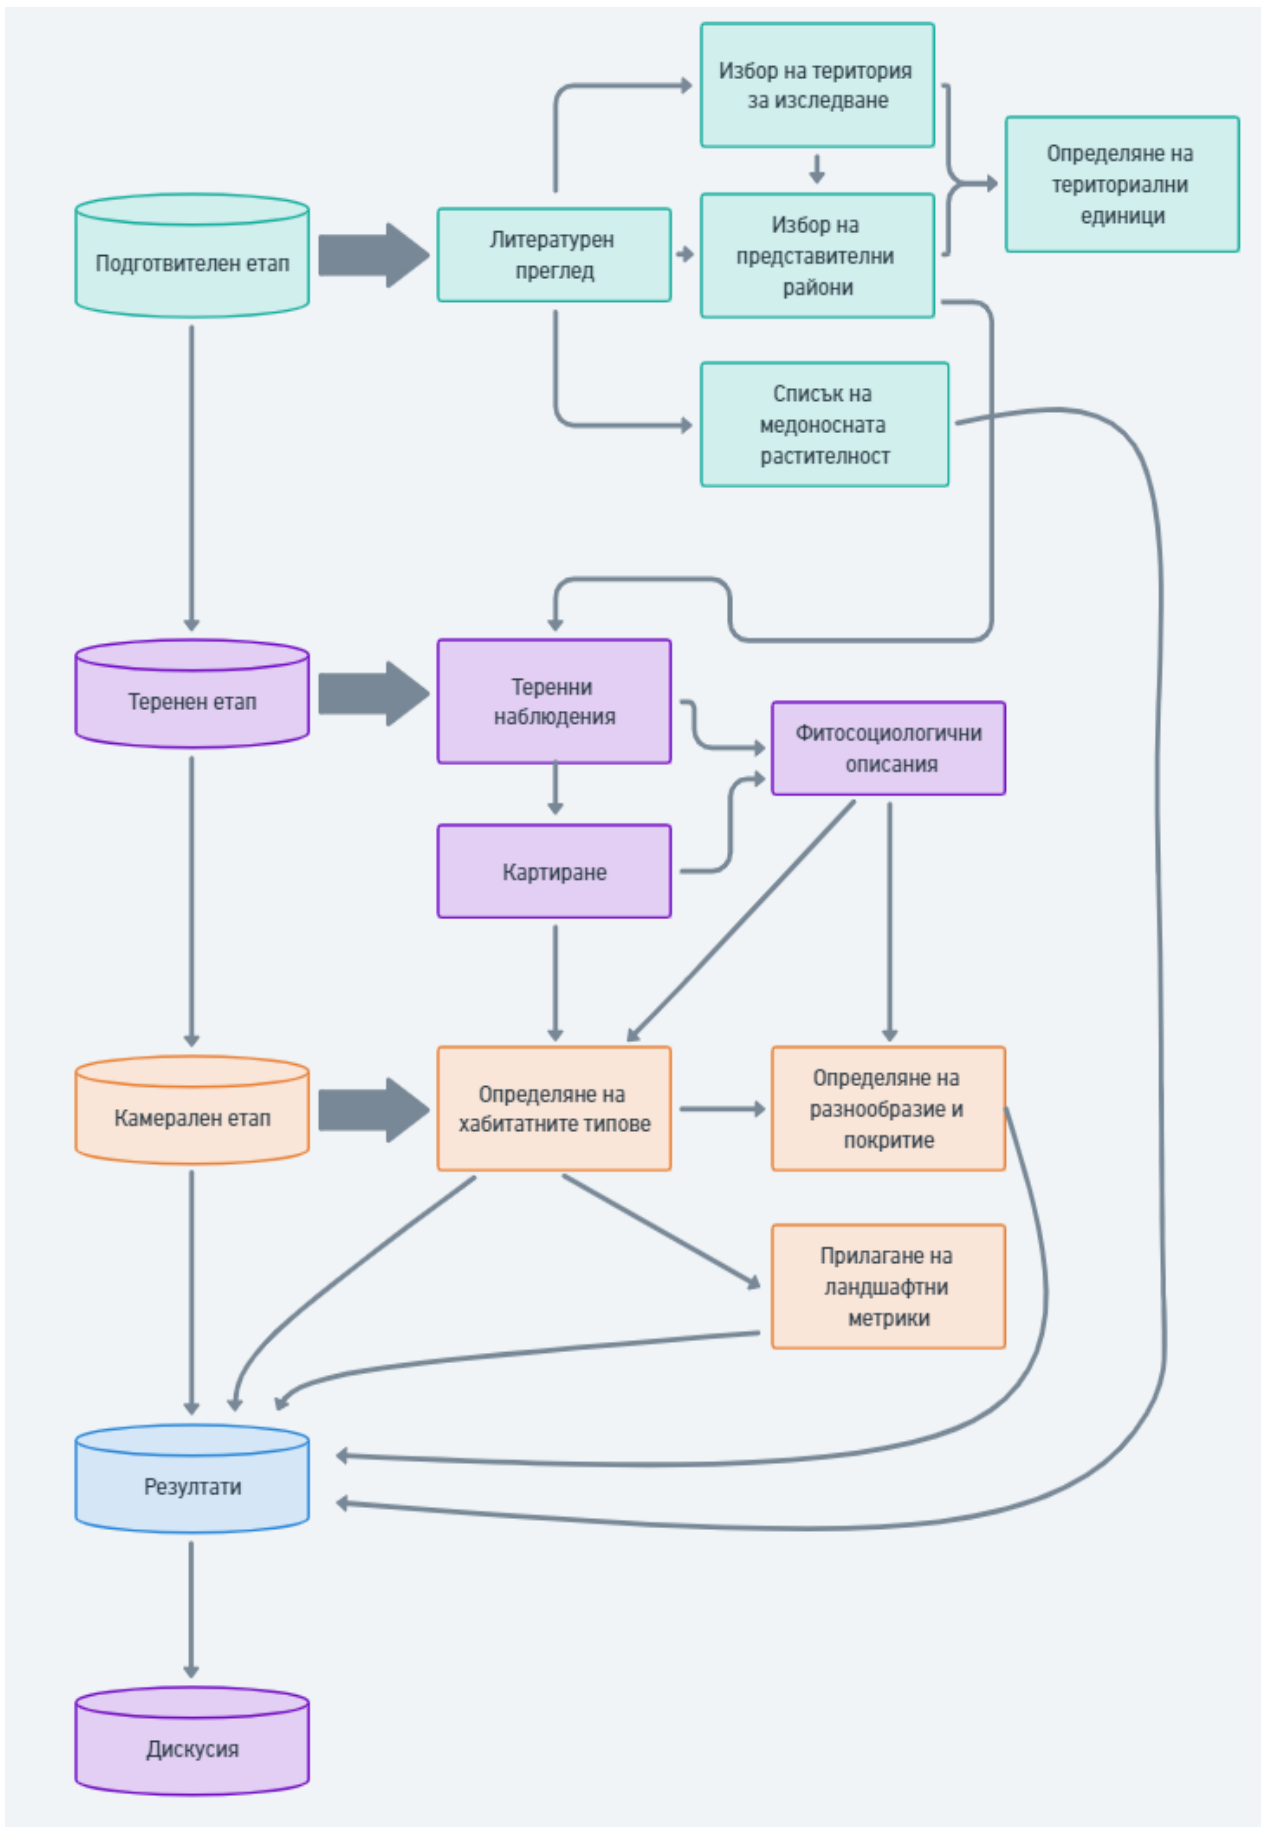 Избор на територия
за изследване
Определяне на
териториални
единици
Подготвителен етап
Литературен
преглед
Избор на
представителни
райони
Списък на
медоносната
растителност
Теренен етап
Теренни
наблюдения
Фитосоциологични
описания
Картиране
Камерален етап
Определяне на
хабитатните типове
Определяне на
разнообразие и
покритие
Прилагане на
ландшафтни
метрики
Резултати
Дискусия